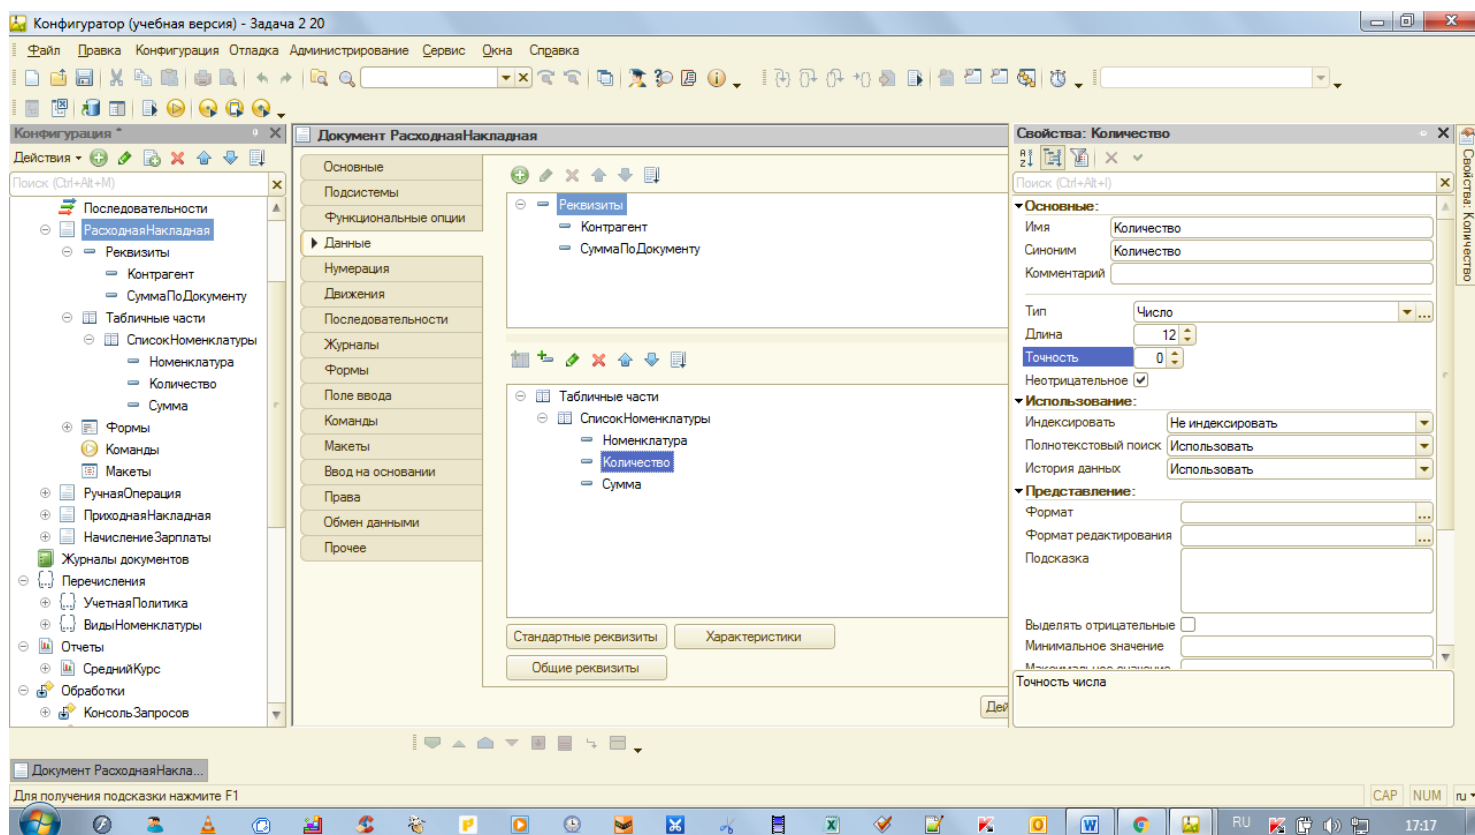 Конфигуратор (учебная версия) - Задача 2 20
Файл Правка Конфигурация Отладка Администрирование Сервис Окна Справка
Конфигурация *
Действия
Поиск (Ctrl+Alt+M)
Последовательности
РасходнаяНакладная
Реквизиты
Контрагент
СуммаПоДокументу
Табличные части
СписокНоменклатуры
Номенклатура
Количество
Сумма
Формы
Команды
Макеты
РучнаяОперация
ПриходнаяНакладная
НачислениеЗарплаты
Журналы документов
Перечисления
УчетнаяПолитика
ВидыНоменклатуры
Отчеты
СреднийКурс
Обработки
КонсольЗапросов
Документ РасходнаяНакладная
Основные
Подсистемы
Функциональные опции
Данные
Нумерация
Движения
Последовательности
Журналы
Формы
Поле ввода
Команды
Макеты
Ввод на основании
Права
Обмен данными
Прочее
Реквизиты
Контрагент
СуммаПоДокументу
Табличные части
СписокНоменклатуры
Номенклатура
Количество
Сумма
Стандартные реквизиты Характеристики
Общие реквизиты
Дей
Свойства: Количество
Поиск (Ctrl+Alt+I)
Основные:
Имя Количество
Синоним Количество
Комментарий
Тип Число
Длина 12
Точность 0
Неотрицательное
Использование:
Индексировать Не индексировать
Полнотекстовый поиск Использовать
История данных Использовать
Представление:
Формат
Формат редактирования
Подсказка
Выделять отрицательные
Минимальное значение
Максимальное значение
Точность числа
Свойства: Количество
Документ РасходнаяНакла...
Для получения подсказки нажмите F1
CAP NUM ru
RU 17:17